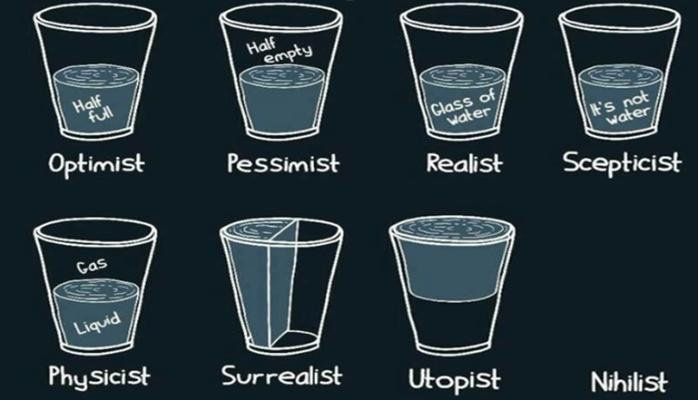 Half
full
Optimist
Half
empty
Pessimist
Glass of
water
Realist
It's not
water
Scepticist
Gas
Liquid
Physicist
Surrealist
Utopist
Nihilist